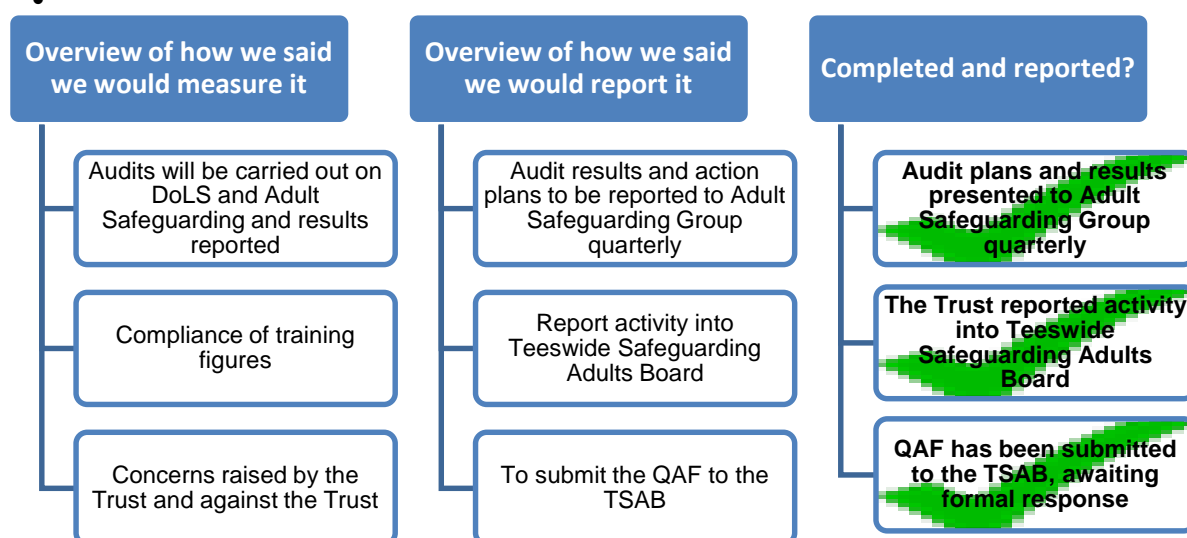 Overview of how we said
we would measure it
Audits will be carried out on
DoLS and Adult
Safeguarding and results
reported
Compliance of training
figures
Concerns raised by the
Trust and against the Trust
Overview of how we said
we would report it
Audit results and action
plans to be reported to Adult
Safeguarding Group
quarterly
Report activity into
Teeswide Safeguarding
Adults Board
To submit the QAF to the
TSAB
Completed and reported?
Audit plans and results
presented to Adult
Safeguarding Group
quarterly
The Trust reported activity
into Teeswide
Safeguarding Adults
Board
QAF has been submitted
to the TSAB, awaiting
formal response